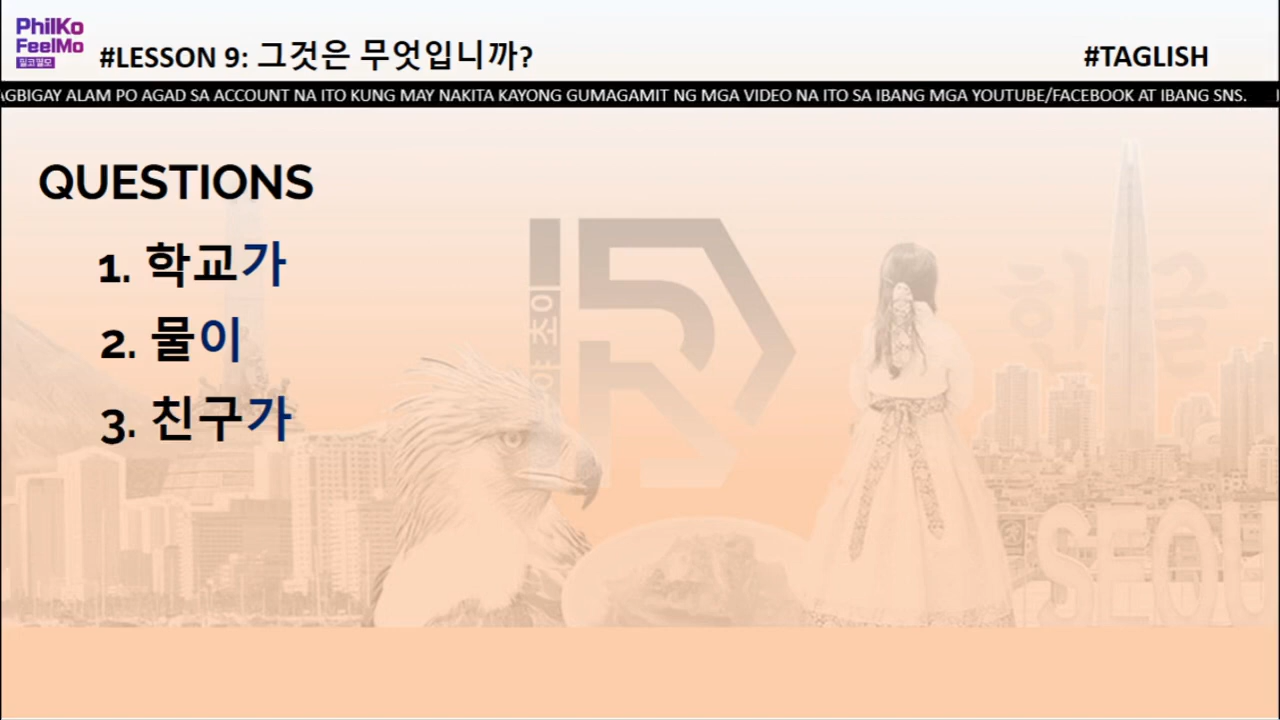 PhilKo
FeelMo
필코필모
#LESSON 9: 그것은 무엇입니까?
#TAGLISH
AGBIGAY ALAM PO AGAD SA ACCOUNT NA ITO KUNG MAY NAKITA KAYONG GUMAGAMIT NG MGA VIDEO NA ITO SA IBANG MGA YOUTUBE/FACEBOOK AT IBANG SNS.
QUESTIONS
1. 학교가
2. 물이
3. 친구가
한글
SEOU